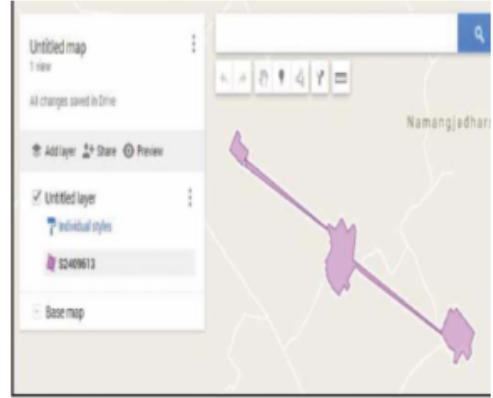 Untitled map
1 view
All changes saved in Drive
Add layer Share Preview
Untitled layer
Individual styles
S2409613
Base map
Namangjadhars